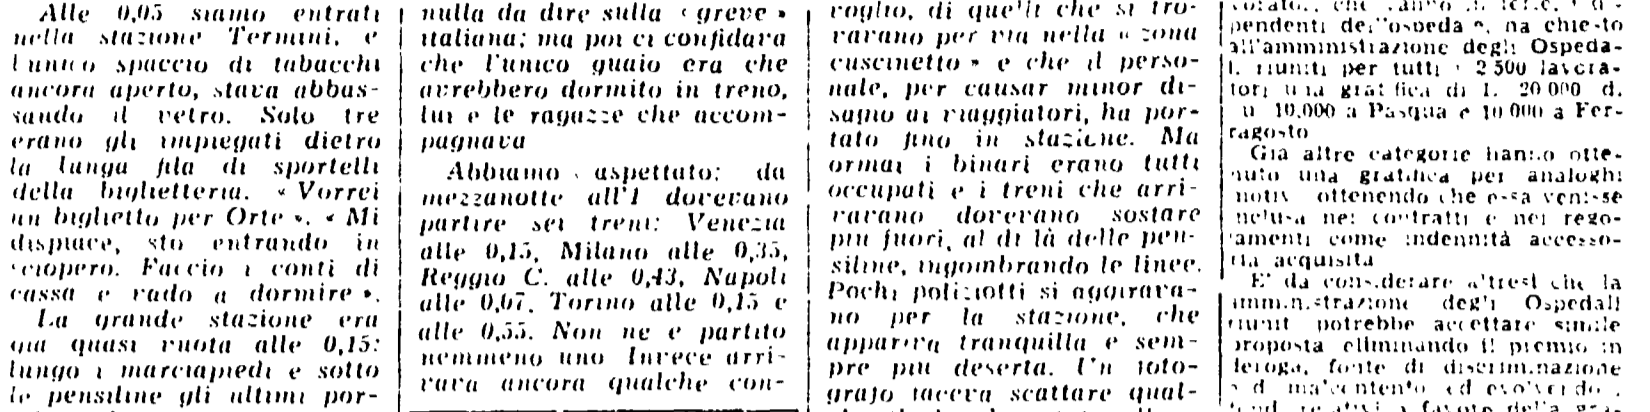 Alle 0,05 siamo entrati
nella stazione Termini, e
l'unico spaccio di tabacchi
ancora aperto, stava abbas-
sando il vetro. Solo tre
erano gli impiegati dietro
la lunga fila di sportelli
della biglietteria. « Vorrei
un biglietto per Orte ». « Mi
dispiace, sto entrando in
sciopero. Faccio i conti di
cassa e vado a dormire ».
La grande stazione era
già quasi vuota alle 0,15:
lungo i marciapiedi e sotto
le pensiline gli ultimi por-
nulla da dire sulla « greve »
italiana; ma poi ci confidava
che l'unico guaio era che
avrebbero dormito in treno,
lui e le ragazze che accom-
pagnava
Abbiamo aspettato: da
mezzanotte all'1 dovevano
partire sei treni: Venezia
alle 0,15, Milano alle 0,35,
Reggio C. alle 0,43, Napoli
alle 0,07, Torino alle 0,15 e
alle 0,55. Non ne è partito
nemmeno uno Invece arri-
vava ancora qualche con-
voglio, di quelli che si tro-
vavano per via nella « zona
cuscinetto » e che il perso-
nale, per causar minor di-
sagio ai viaggiatori, ha por-
tato fino in stazione. Ma
ormai i binari erano tutti
occupati e i treni che arri-
vavano dovevano sostare
più fuori, al di là delle pen-
siline, ingombrando le linee.
Pochi poliziotti si aggirava-
no per la stazione, che
appariva tranquilla e sem-
pre più deserta. Un foto-
grafo faceva scattare qual-
pendenti dell'ospedale, ha chiesto
all'amministrazione degli Ospeda-
li riuniti per tutti i 2500 lavora-
tori una gratifica di L. 20 000 di
cui 10.000 a Pasqua e 10 000 a Fer-
ragosto
Già altre categorie hanno otte-
nuto una gratifica per analoghi
motivi ottenendo che essa venisse
inclusa nei contratti e nei rego-
lamenti come indennità accesso-
ria acquisita
E' da considerare altresì che la
amministrazione degli Ospedali
riuniti potrebbe accettare simile
proposta eliminando il premio in
deroga, fonte di discriminazione
e di malcontento ed evolvendo